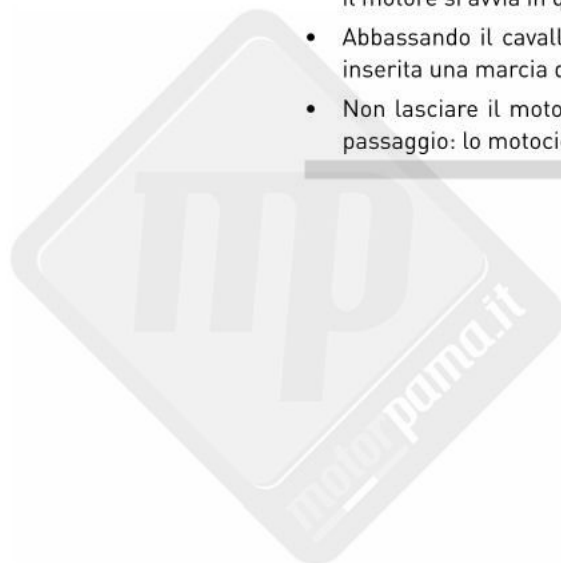 il motore si avvia in
• Abbassando il cavall
inserita una marcia
• Non lasciare il moto
passaggio: lo motoci
mp
motorpama.it